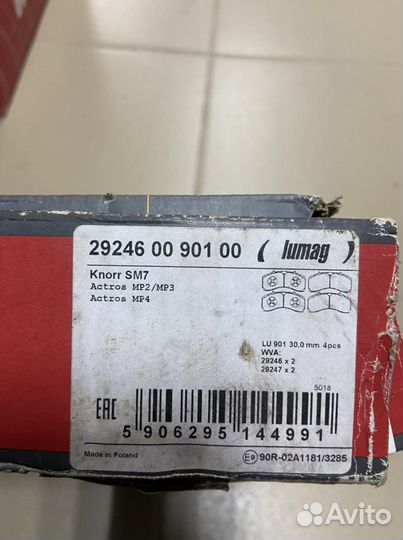 29246 00 901 00 ( lumag )
Knorr SM7
Actros MP2/MP3
Actros MP4
LU 901 30,0 mm 4pcs
WVA:
29246 x 2
29247 x 2
5018
EAC
5 906295 144991
Made in Poland
E9 90R-02A1181/3285
Avito